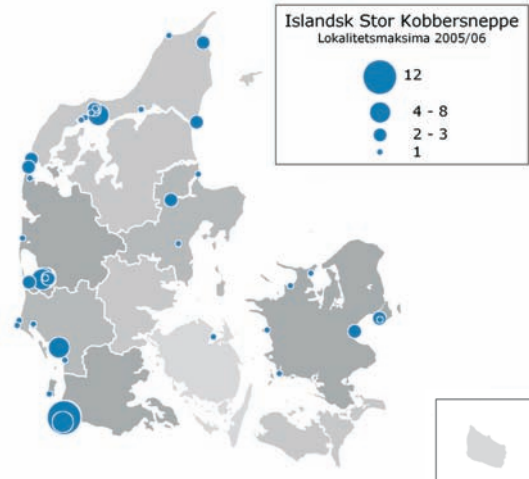 Islandsk Stor Kobbersneppe
Lokalitetsmaksima 2005/06
12
4 - 8
2 - 3
1